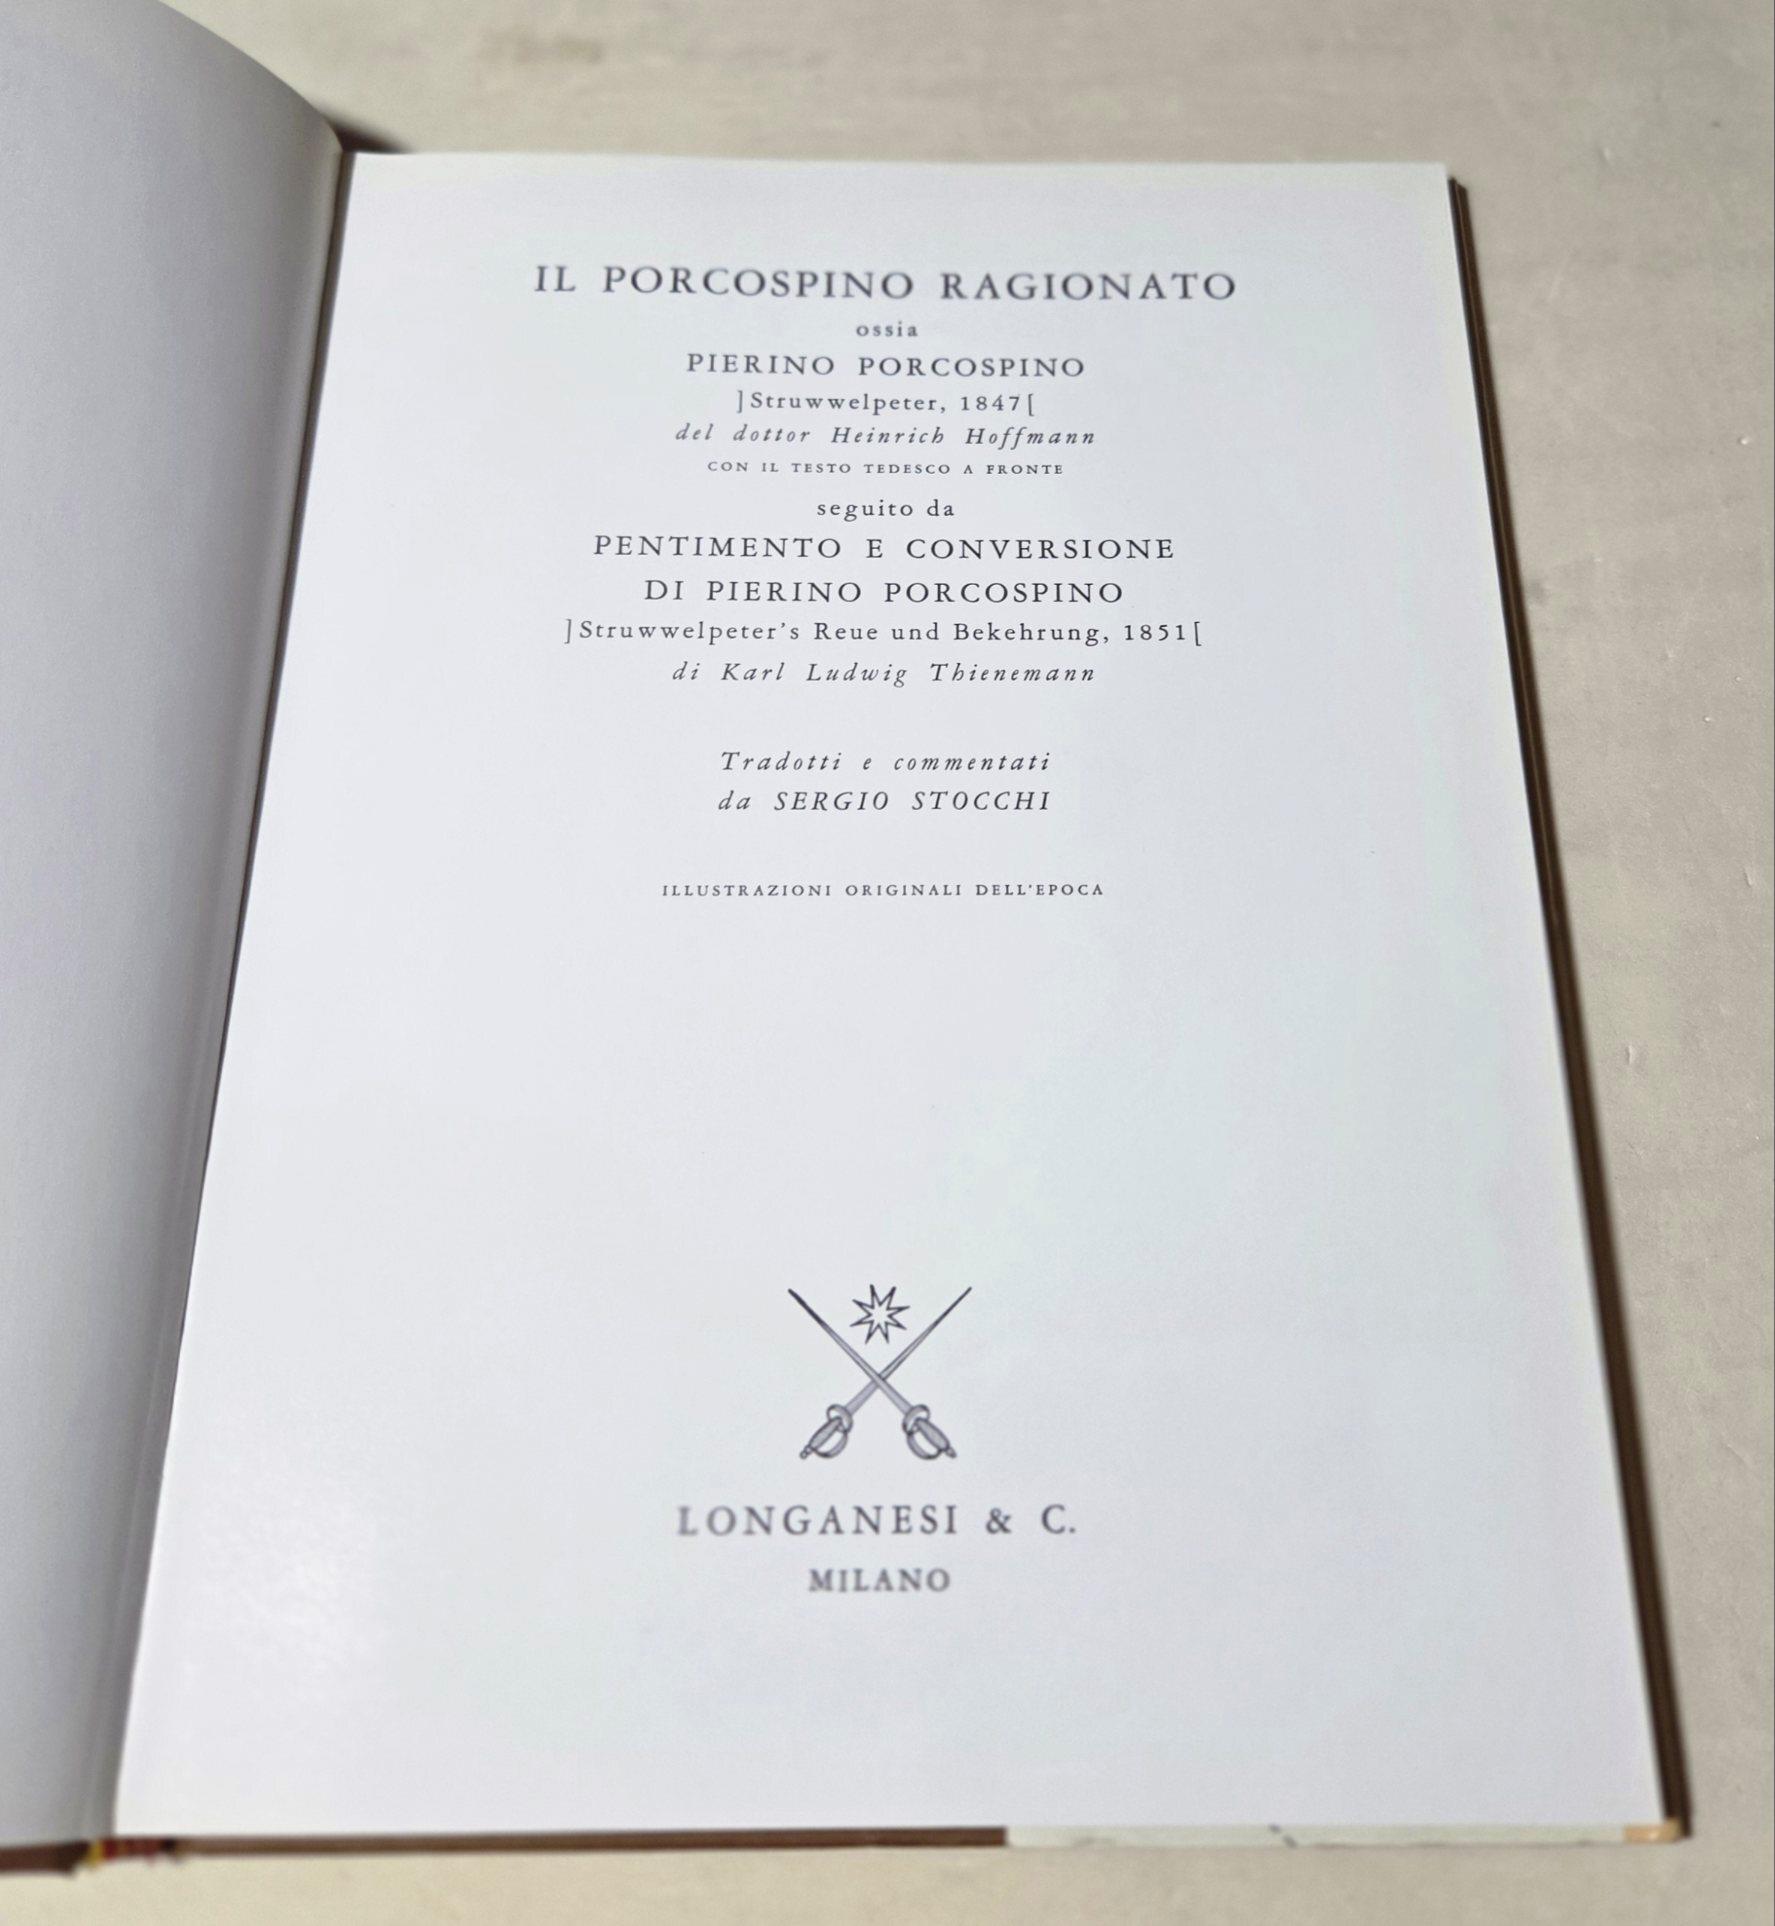 IL PORCOSPINO RAGIONATO
ossia
PIERINO PORCOSPINO
]Struwwelpeter, 1847[
del dottor Heinrich Hoffmann
CON IL TESTO TEDESCO A FRONTE
seguito da
PENTIMENTO E CONVERSIONE
DI PIERINO PORCOSPINO
]Struwwelpeter's Reue und Bekehrung, 1851[
di Karl Ludwig Thienemann
Tradotti e commentati
da SERGIO STOCCHI
ILLUSTRAZIONI ORIGINALI DELL'EPOCA
LONGANESI & C.
MILANO